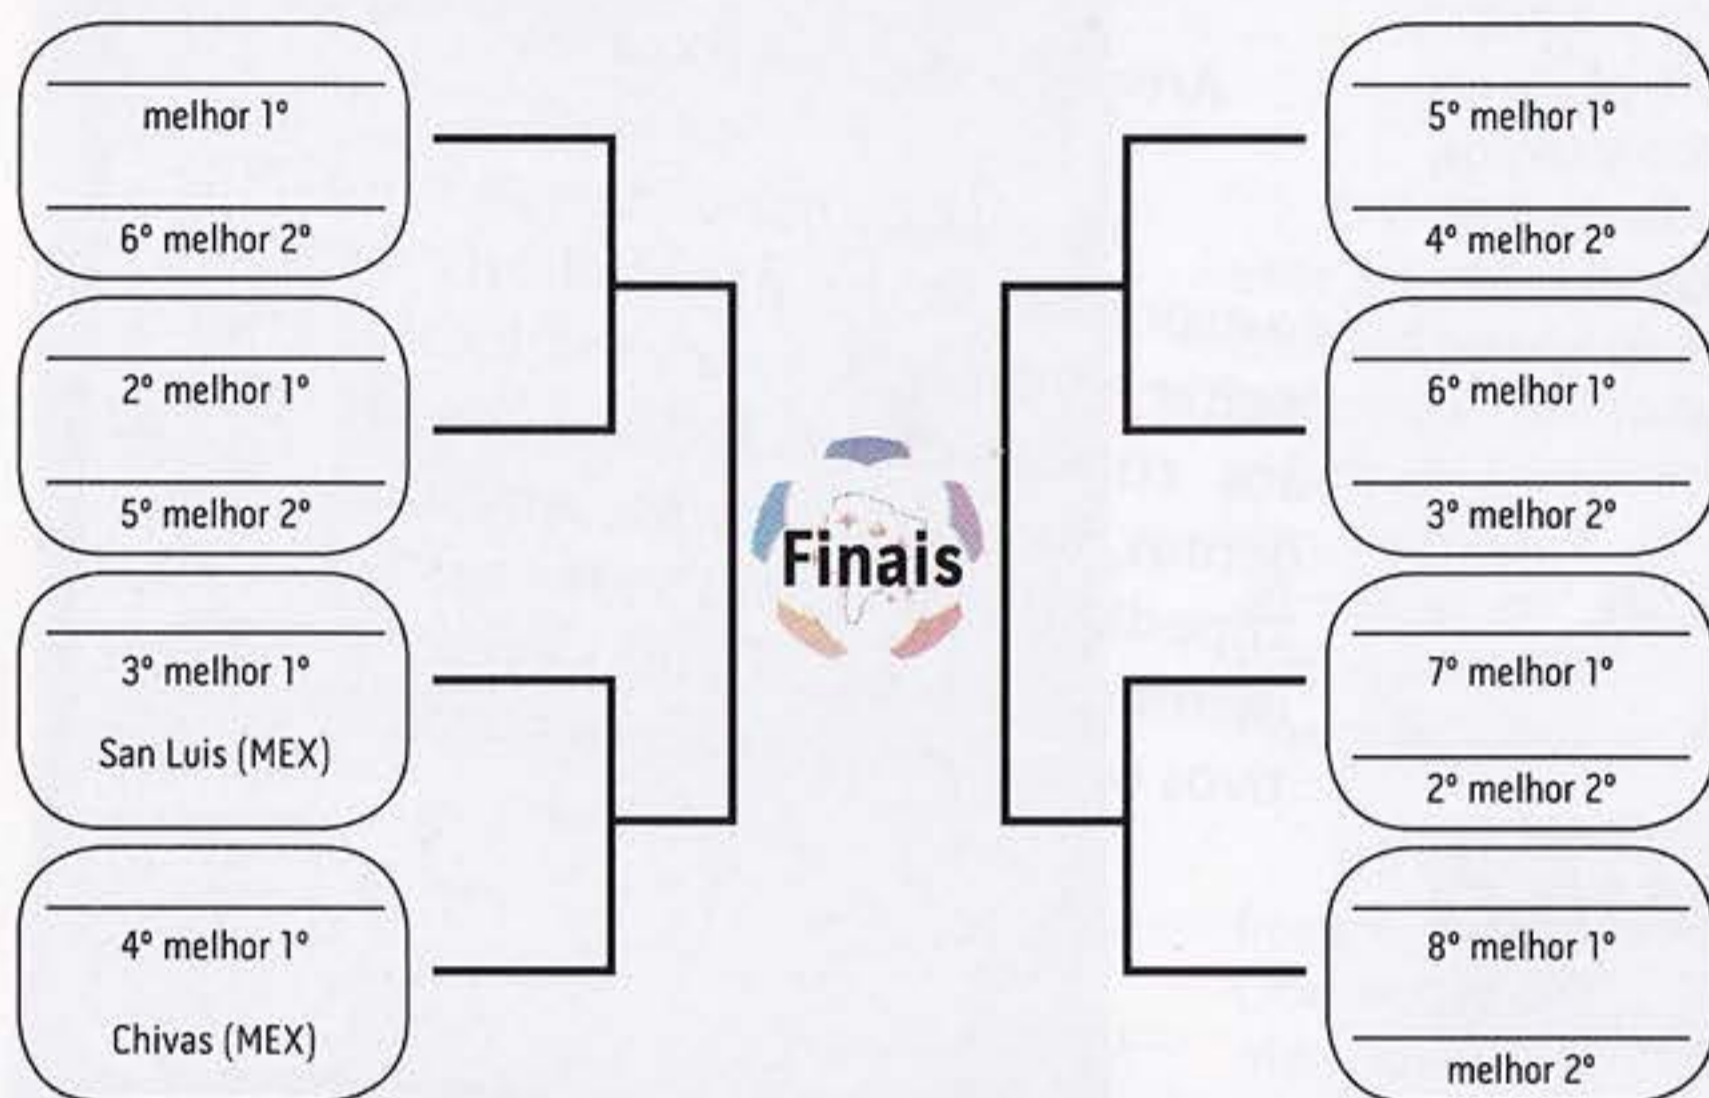 melhor 1º
6º melhor 2º
2º melhor 1º
5º melhor 2º
3º melhor 1º
San Luis (MEX)
4º melhor 1º
Chivas (MEX)
Finais
5º melhor 1º
4º melhor 2º
6º melhor 1º
3º melhor 2º
7º melhor 1º
2º melhor 2º
8º melhor 1º
melhor 2º